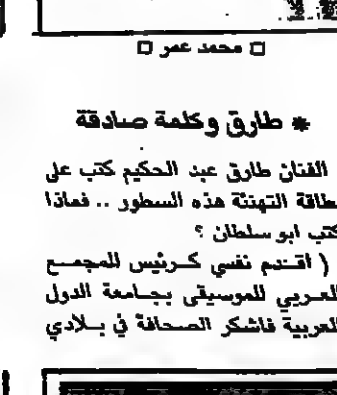 □ محمد عمر □
* طارق وكلمة صادقة
الفنان طارق عبد الحكيم كتب على
بطاقة التهنئة هذه السطور .. فماذا
كتب ابو سلطان ؟
( اقدم نفسي كرئيس للمجمع
العربي للموسيقى بجامعة الدول
العربية فاشكر الصحافة في بلادي